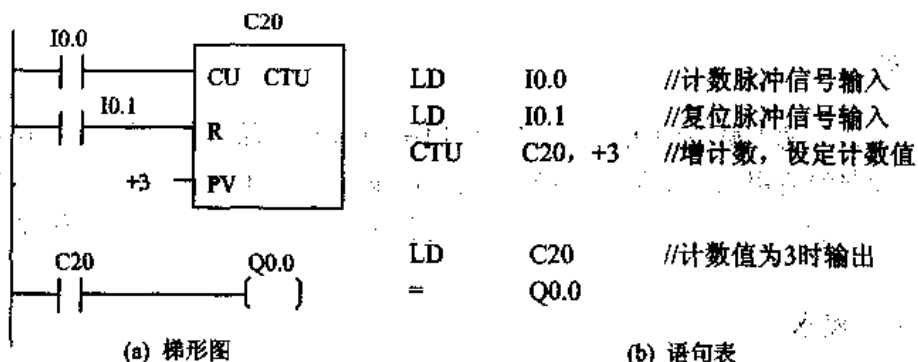 C20
I0.0
CU CTU
I0.1
R
+3 PV
C20 Q0.0
(a) 梯形图
LD I0.0 //计数脉冲信号输入
LD I0.1 //复位脉冲信号输入
CTU C20, +3 //增计数，设定计数值
LD C20 //计数值为3时输出
= Q0.0
(b) 语句表